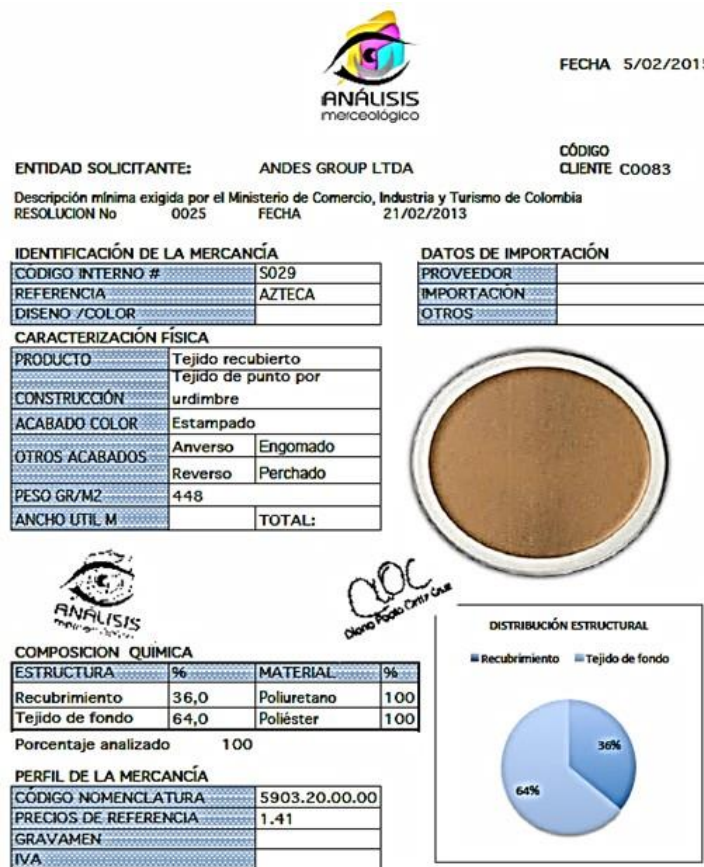 ANÁLISIS
merceológico
FECHA 5/02/2015
CÓDIGO
ENTIDAD SOLICITANTE: ANDES GROUP LTDA CLIENTE C0083
Descripción mínima exigida por el Ministerio de Comercio, Industria y Turismo de Colombia
RESOLUCION No 0025 FECHA 21/02/2013
IDENTIFICACIÓN DE LA MERCANCÍA
CÓDIGO INTERNO # S029
REFERENCIA AZTECA
DISENO /COLOR
DATOS DE IMPORTACIÓN
PROVEEDOR
IMPORTACIÓN
OTROS
CARACTERIZACIÓN FÍSICA
PRODUCTO Tejido recubierto
CONSTRUCCIÓN Tejido de punto por
urdimbre
ACABADO COLOR Estampado
OTROS ACABADOS Anverso Engomado
Reverso Perchado
PESO GR/M2 448
ANCHO UTIL M TOTAL:
ANÁLISIS
COMPOSICION QUÍMICA
ESTRUCTURA % MATERIAL %
Recubrimiento 36,0 Poliuretano 100
Tejido de fondo 64,0 Poliéster 100
Porcentaje analizado 100
DISTRIBUCIÓN ESTRUCTURAL
Recubrimiento Tejido de fondo
36%
64%
PERFIL DE LA MERCANCÍA
CÓDIGO NOMENCLATURA 5903.20.00.00
PRECIOS DE REFERENCIA 1.41
GRAVAMEN
IVA